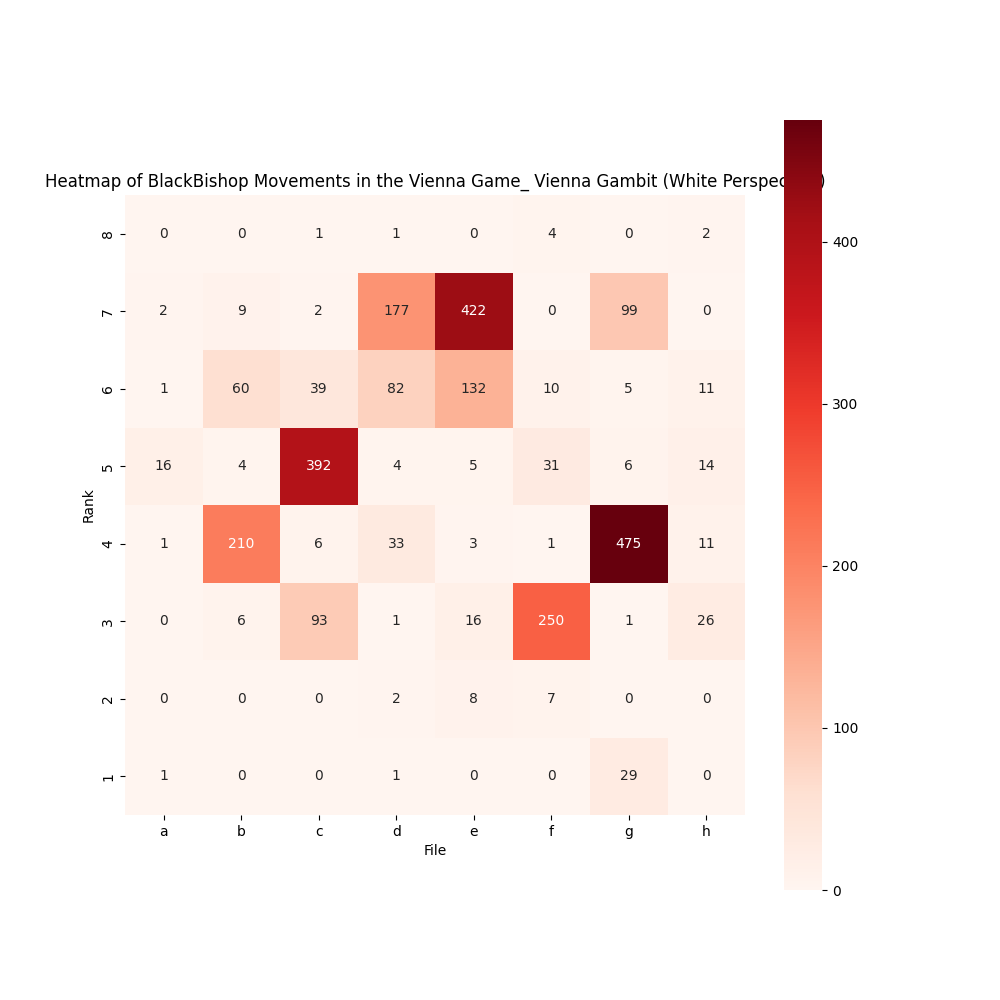 Heatmap of BlackBishop Movements in the Vienna Game_ Vienna Gambit (White Perspec )
8 0 0 1 1 0 4 0 2
7 2 9 2 177 422 0 99 0
6 1 60 39 82 132 10 5 11
5 16 4 392 4 5 31 6 14
4 1 210 6 33 3 1 475 11
3 0 6 93 1 16 250 1 26
2 0 0 0 2 8 7 0 0
1 1 0 0 1 0 0 29 0
a b c d e f g h
File
Rank
400
300
200
100
0